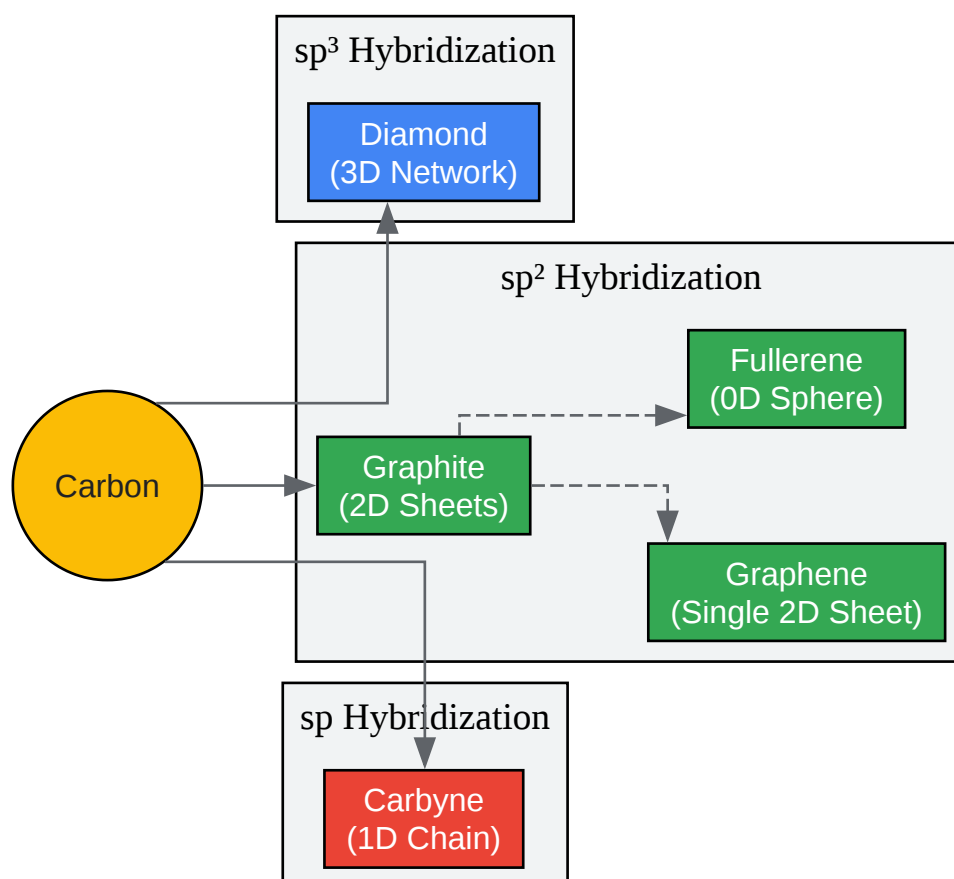 sp³ Hybridization
Diamond
(3D Network)
sp² Hybridization
Fullerene
(0D Sphere)
Carbon
Graphite
(2D Sheets)
Graphene
(Single 2D Sheet)
sp Hybridization
Carbyne
(1D Chain)